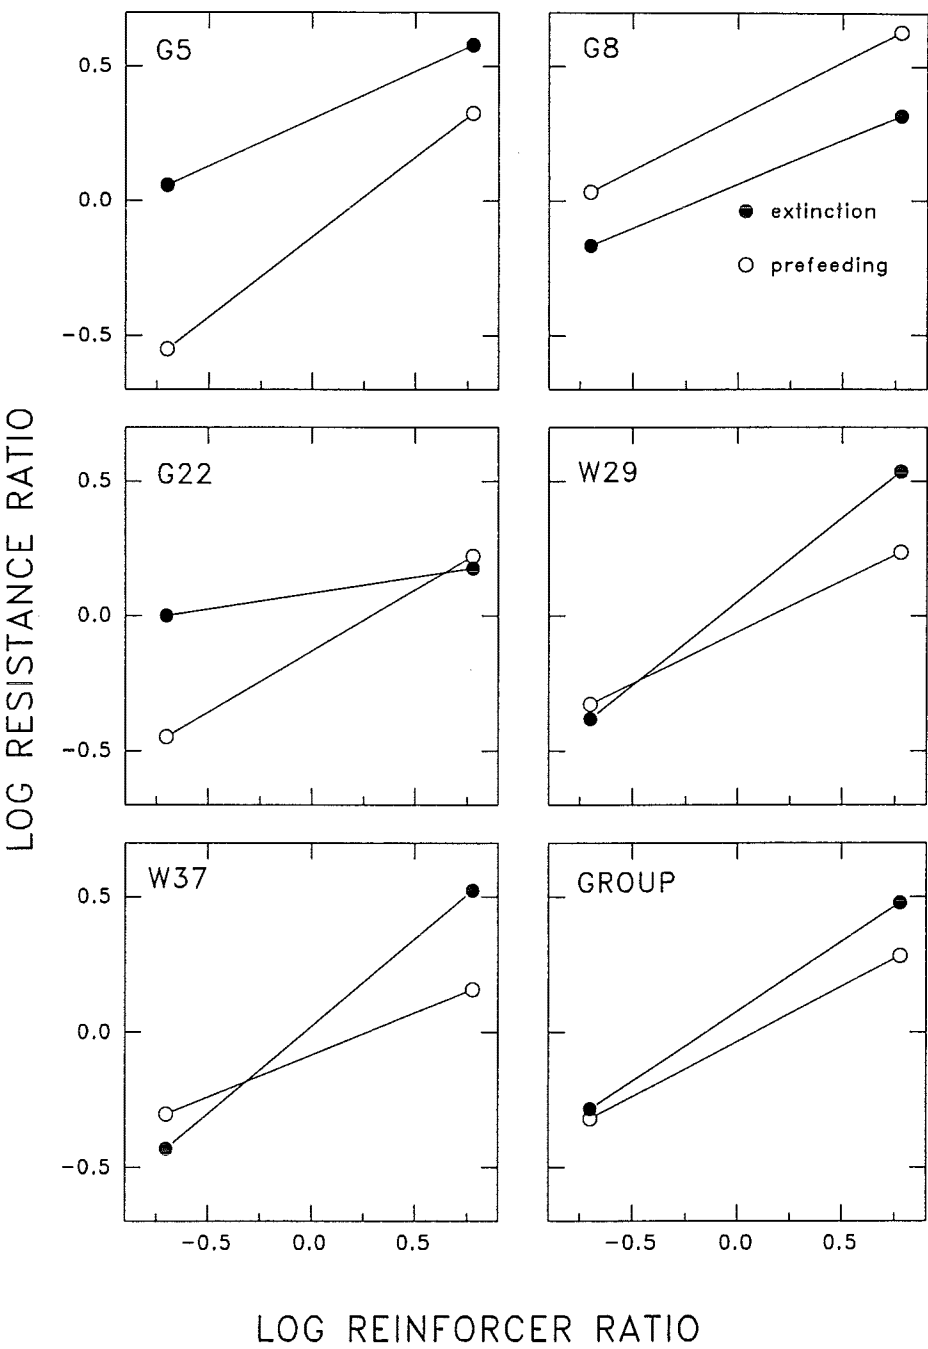 G5
G8
0.5
0.0
−0.5
extinction
prefeeding
G22
W29
0.5
0.0
−0.5
W37
GROUP
0.5
0.0
−0.5
−0.5 0.0 0.5
−0.5 0.0 0.5
LOG RESISTANCE RATIO
LOG REINFORCER RATIO